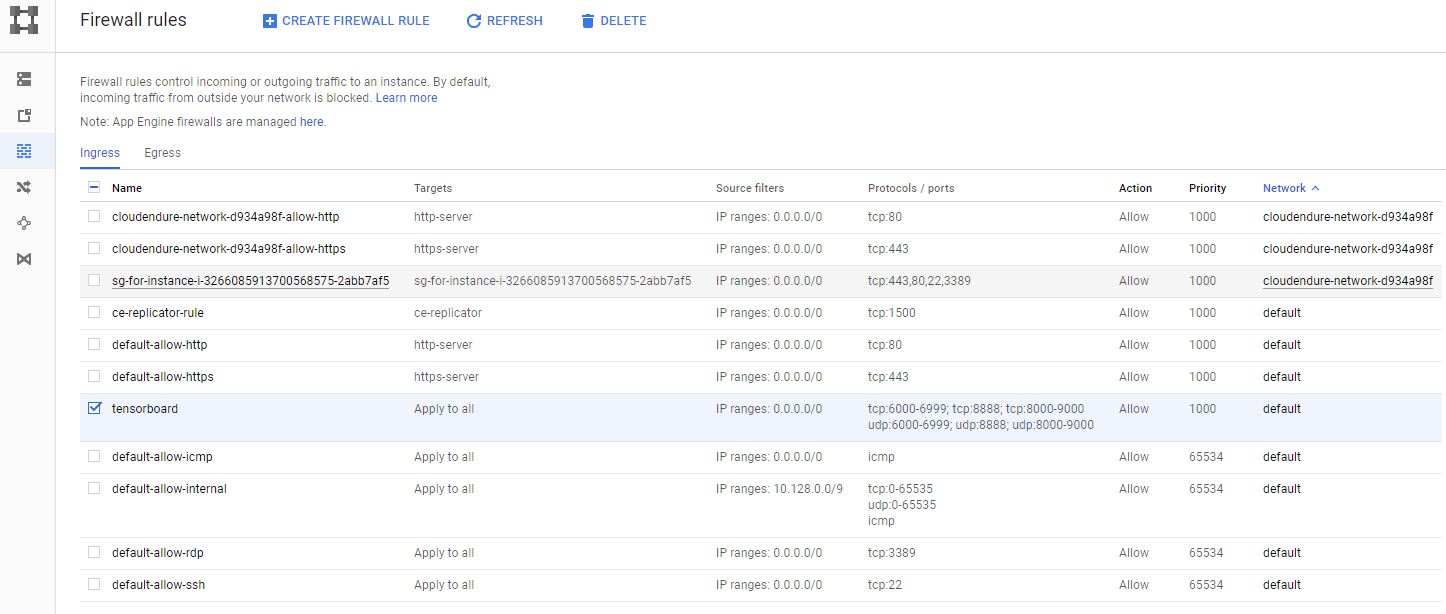 Firewall rules CREATE FIREWALL RULE REFRESH DELETE
Firewall rules control incoming or outgoing traffic to an instance. By default,
incoming traffic from outside your network is blocked. Learn more
Note: App Engine firewalls are managed here.
Ingress Egress
Name Targets Source filters Protocols / ports Action Priority Network
cloudendure-network-d934a98f-allow-http http-server IP ranges: 0.0.0.0/0 tcp:80 Allow 1000 cloudendure-network-d934a98f
cloudendure-network-d934a98f-allow-https https-server IP ranges: 0.0.0.0/0 tcp:443 Allow 1000 cloudendure-network-d934a98f
sg-for-instance-i-3266085913700568575-2abb7af5 sg-for-instance-i-3266085913700568575-2abb7af5 IP ranges: 0.0.0.0/0 tcp:443,80,22,3389 Allow 1000 cloudendure-network-d934a98f
ce-replicator-rule ce-replicator IP ranges: 0.0.0.0/0 tcp:1500 Allow 1000 default
default-allow-http http-server IP ranges: 0.0.0.0/0 tcp:80 Allow 1000 default
default-allow-https https-server IP ranges: 0.0.0.0/0 tcp:443 Allow 1000 default
tensorboard Apply to all IP ranges: 0.0.0.0/0 tcp:6000-6999; tcp:8888; tcp:8000-9000 Allow 1000 default
udp:6000-6999; udp:8888; udp:8000-9000
default-allow-icmp Apply to all IP ranges: 0.0.0.0/0 icmp Allow 65534 default
default-allow-internal Apply to all IP ranges: 10.128.0.0/9 tcp:0-65535 Allow 65534 default
udp:0-65535
icmp
default-allow-rdp Apply to all IP ranges: 0.0.0.0/0 tcp:3389 Allow 65534 default
default-allow-ssh Apply to all IP ranges: 0.0.0.0/0 tcp:22 Allow 65534 default